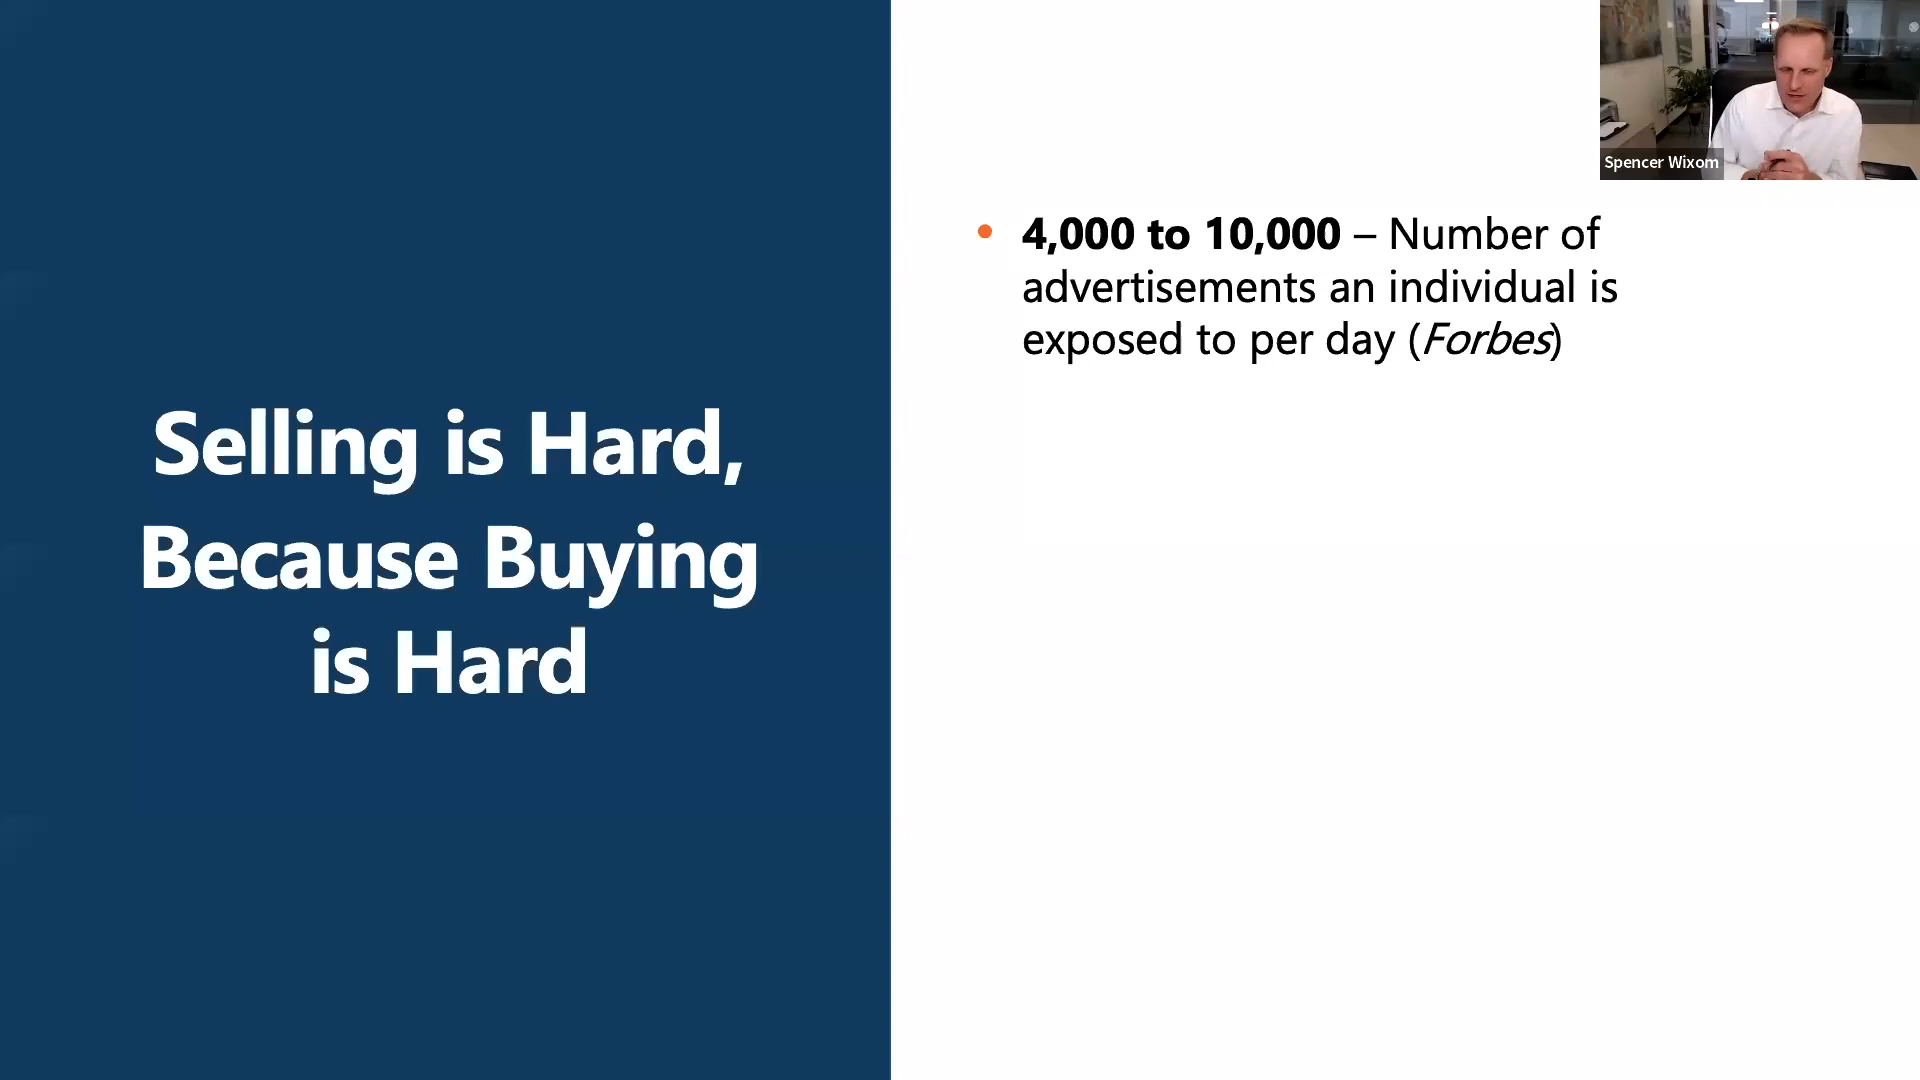 Selling is Hard,
Because Buying
is Hard
• 4,000 to 10,000 – Number of
advertisements an individual is
exposed to per day (Forbes)
Spencer Wixom